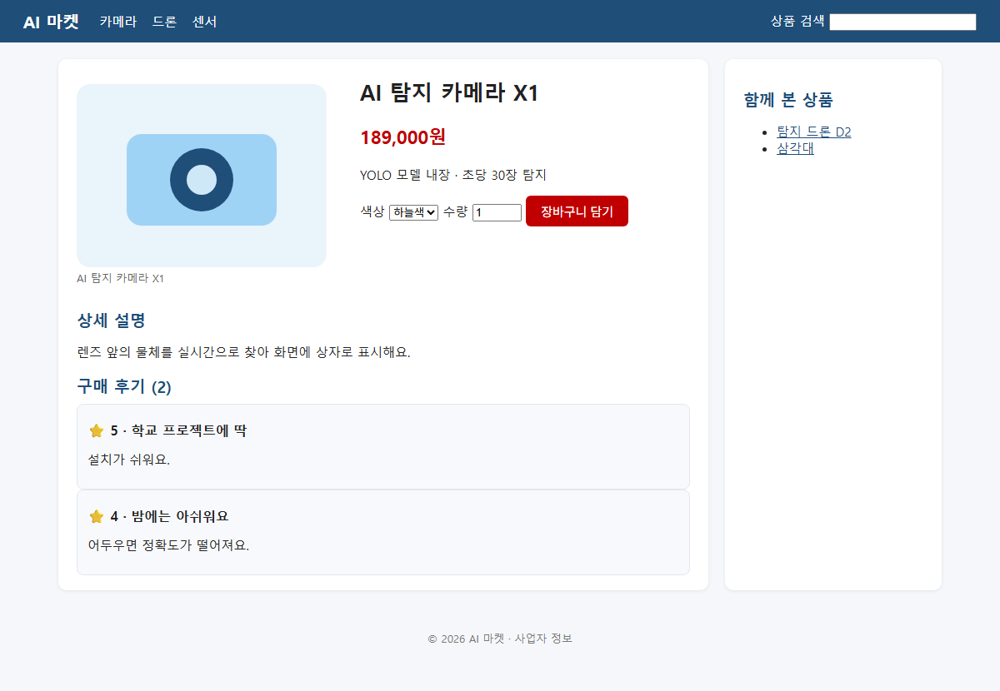 AI 마켓 카메라 드론 센서 상품 검색
AI 탐지 카메라 X1
189,000원
YOLO 모델 내장 · 초당 30장 탐지
색상 하늘색 수량 1 장바구니 담기
AI 탐지 카메라 X1
상세 설명
렌즈 앞의 물체를 실시간으로 찾아 화면에 상자로 표시해요.
구매 후기 (2)
⭐ 5 · 학교 프로젝트에 딱
설치가 쉬워요.
⭐ 4 · 밤에는 아쉬워요
어두우면 정확도가 떨어져요.
함께 본 상품
탐지 드론 D2
삼각대
© 2026 AI 마켓 · 사업자 정보